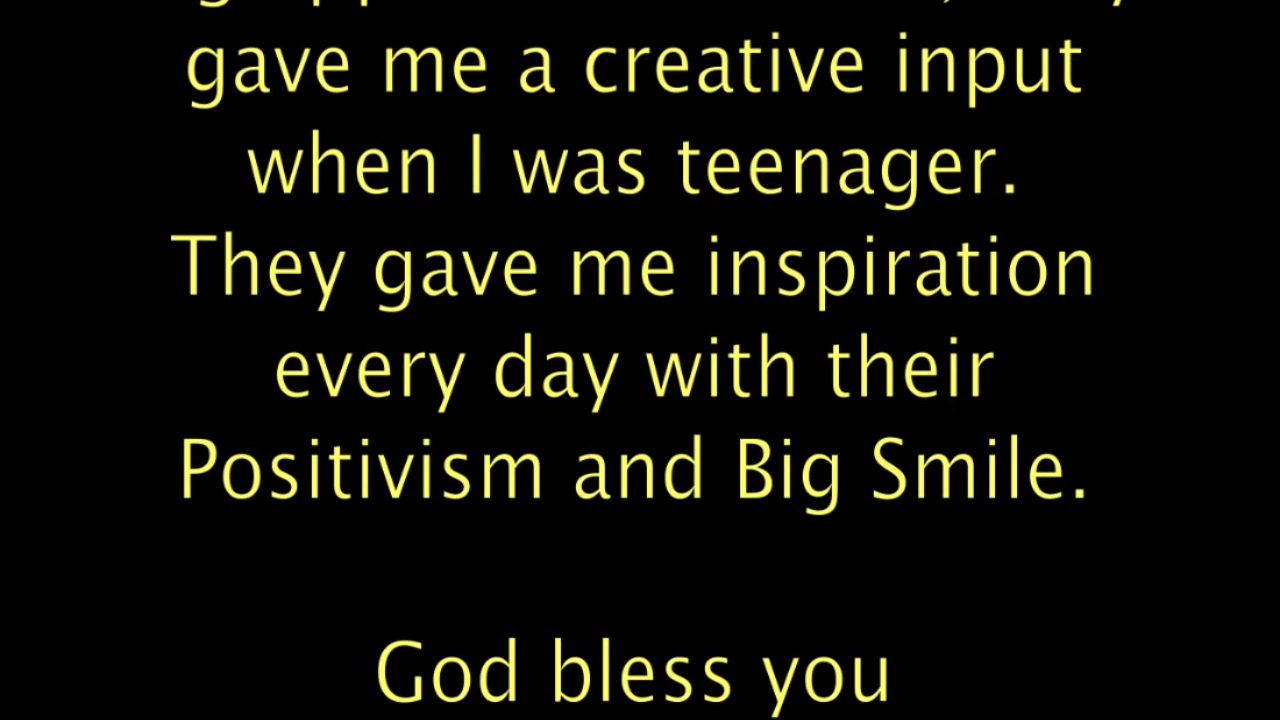 gave me a creative input
when I was teenager.
They gave me inspiration
every day with their
Positivism and Big Smile.
God bless you